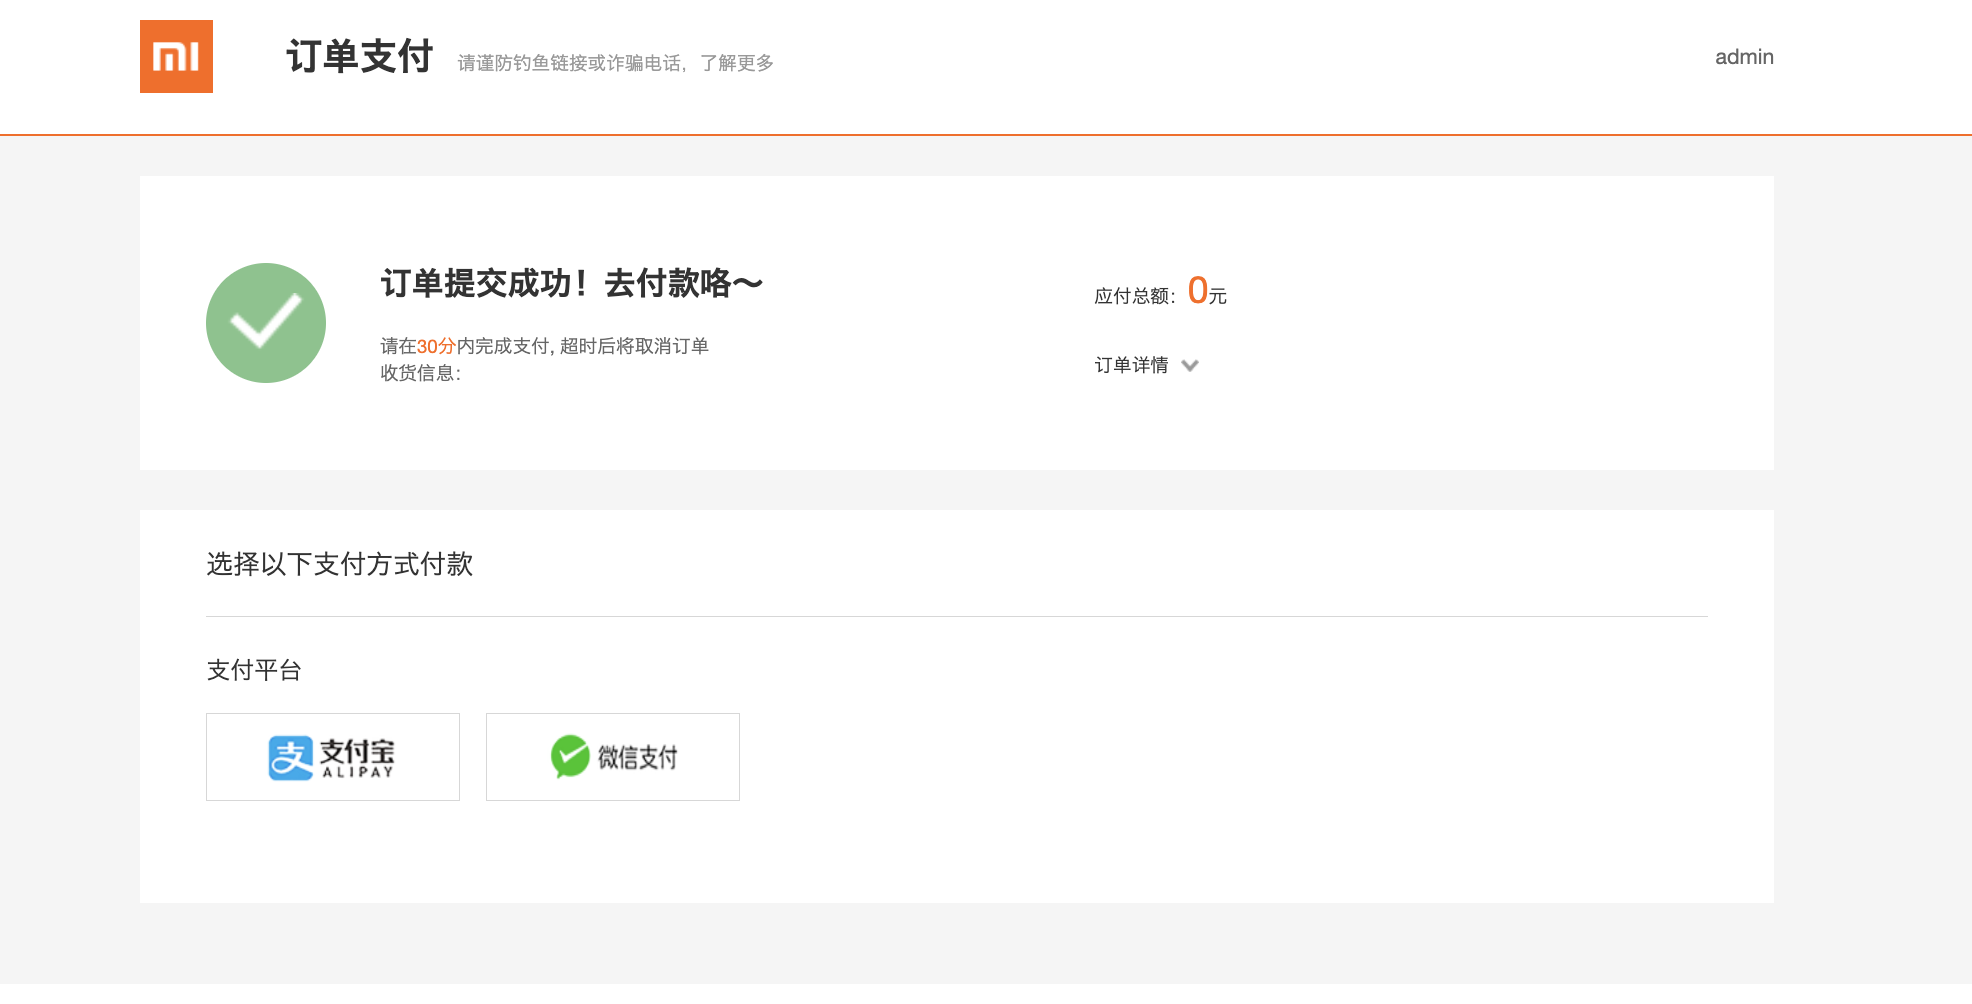 mi
订单支付 请谨防钓鱼链接或诈骗电话，了解更多
admin
订单提交成功！去付款咯～
请在30分内完成支付, 超时后将取消订单
收货信息：
应付总额：0元
订单详情
选择以下支付方式付款
支付平台
支 支付宝
ALIPAY
微信支付